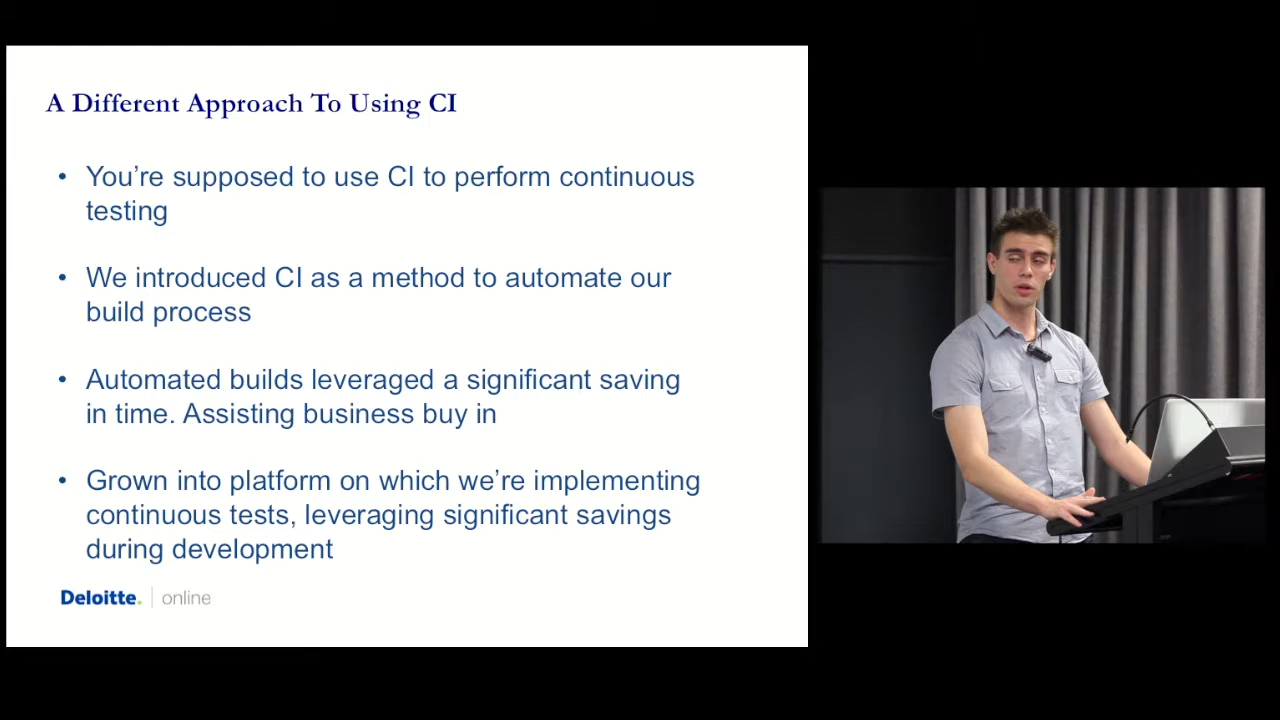 A Different Approach To Using CI
• You’re supposed to use CI to perform continuous
testing
• We introduced CI as a method to automate our
build process
• Automated builds leveraged a significant saving
in time. Assisting business buy in
• Grown into platform on which we’re implementing
continuous tests, leveraging significant savings
during development
Deloitte. | online